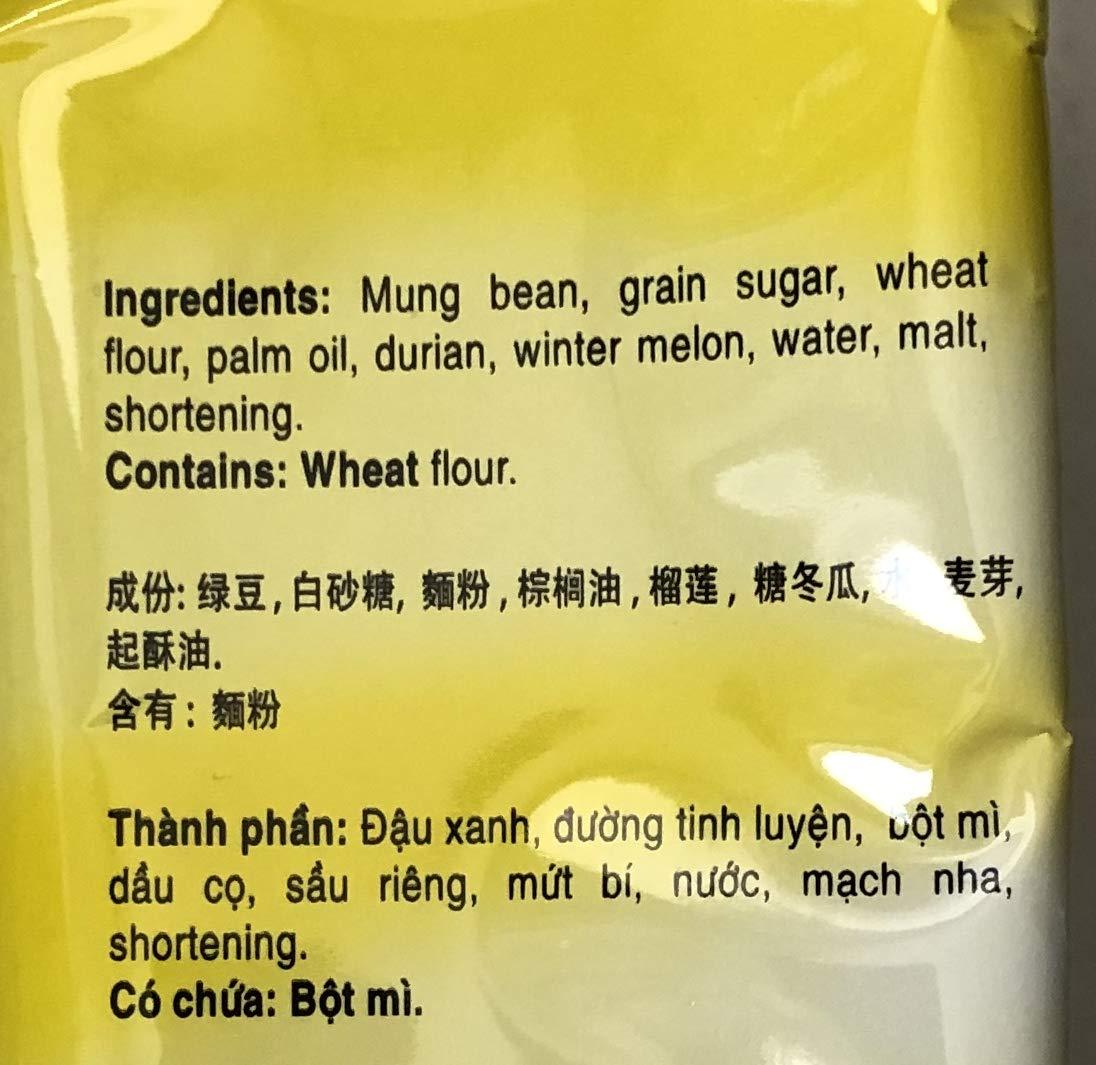 Ingredients: Mung bean, grain sugar, wheat
flour, palm oil, durian, winter melon, water, malt,
shortening.
Contains: Wheat flour.
成份: 绿豆, 白砂糖, 麵粉, 棕榈油, 榴莲, 糖冬瓜, 麦芽,
起酥油.
含有: 麵粉
Thành phần: Đậu xanh, đường tinh luyện, bột mì,
dầu cọ, sầu riêng, mứt bí, nước, mạch nha,
shortening.
Có chứa: Bột mì.